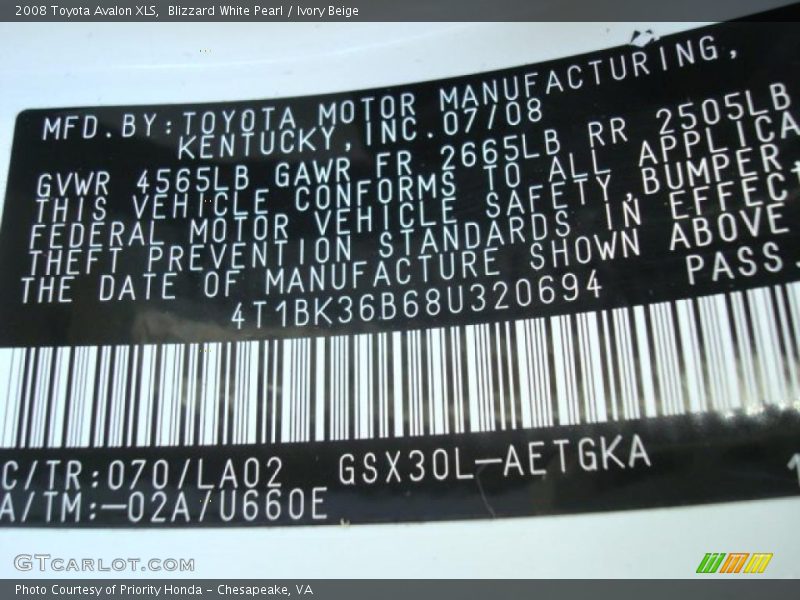 2008 Toyota Avalon XLS,  Blizzard White Pearl / Ivory Beige
MFD.BY:TOYOTA MOTOR MANUFACTURING,
KENTUCKY,INC.07/08
GVWR 4565LB GAWR FR 2665LB RR 2505LB
THIS VEHICLE CONFORMS TO ALL APPLICA
FEDERAL MOTOR VEHICLE SAFETY,BUMPER,
THEFT PREVENTION STANDARDS IN EFFECT
THE DATE OF MANUFACTURE SHOWN ABOVE
4T1BK36B68U320694 PASS.
C/TR:070/LA02 GSX30L-AETGKA
A/TM:-02A/U660E
GTCARLOT.COM
Photo Courtesy of Priority Honda - Chesapeake, VA